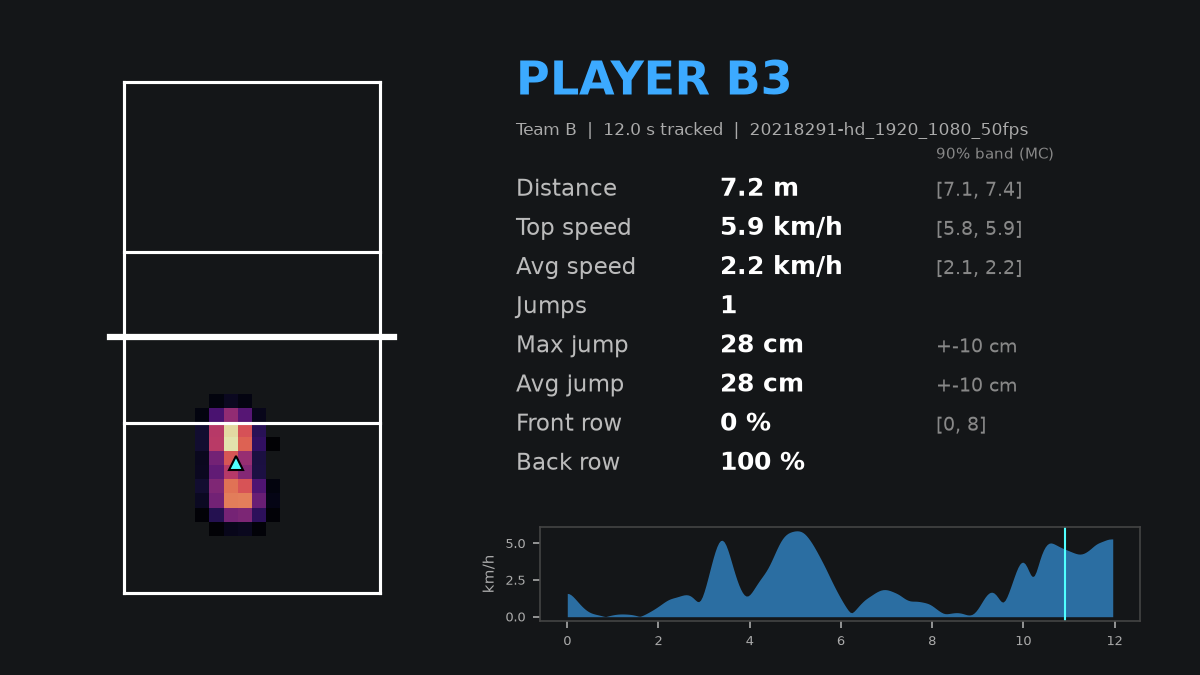 PLAYER B3
Team B | 12.0 s tracked | 20218291-hd_1920_1080_50fps
90% band (MC)
Distance 7.2 m [7.1, 7.4]
Top speed 5.9 km/h [5.8, 5.9]
Avg speed 2.2 km/h [2.1, 2.2]
Jumps 1
Max jump 28 cm +-10 cm
Avg jump 28 cm +-10 cm
Front row 0 % [0, 8]
Back row 100 %
km/h
5.0
2.5
0.0
0 2 4 6 8 10 12